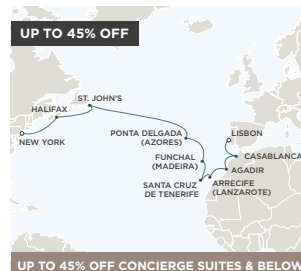 UP TO 45% OFF
ST. JOHN'S
HALIFAX
NEW YORK
PONTA DELGADA
(AZORES)
LISBON
FUNCHAL
(MADEIRA)
CASABLANCA
AGADIR
SANTA CRUZ
DE TENERIFE
ARRECIFE
(LANZAROTE)
UP TO 45% OFF CONCIERGE SUITES & BELOW